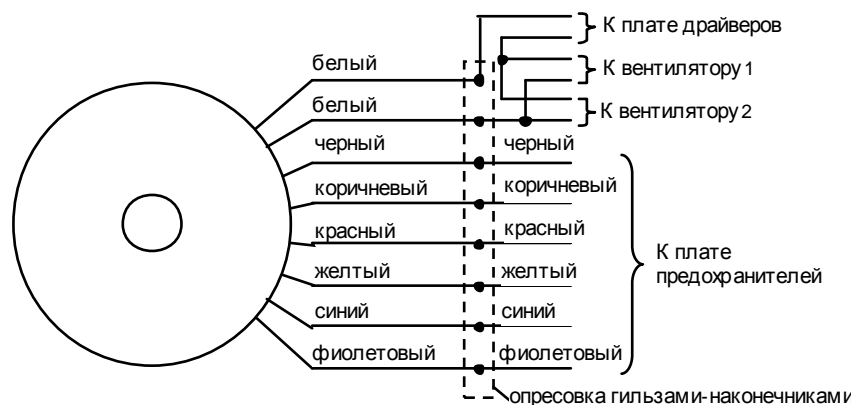 К плате драйверов
белый
К вентилятору 1
белый
К вентилятору 2
черный черный
коричневый коричневый
красный красный
К плате
предохранителей
желтый желтый
синий синий
фиолетовый фиолетовый
опресовка гильзами-наконечниками